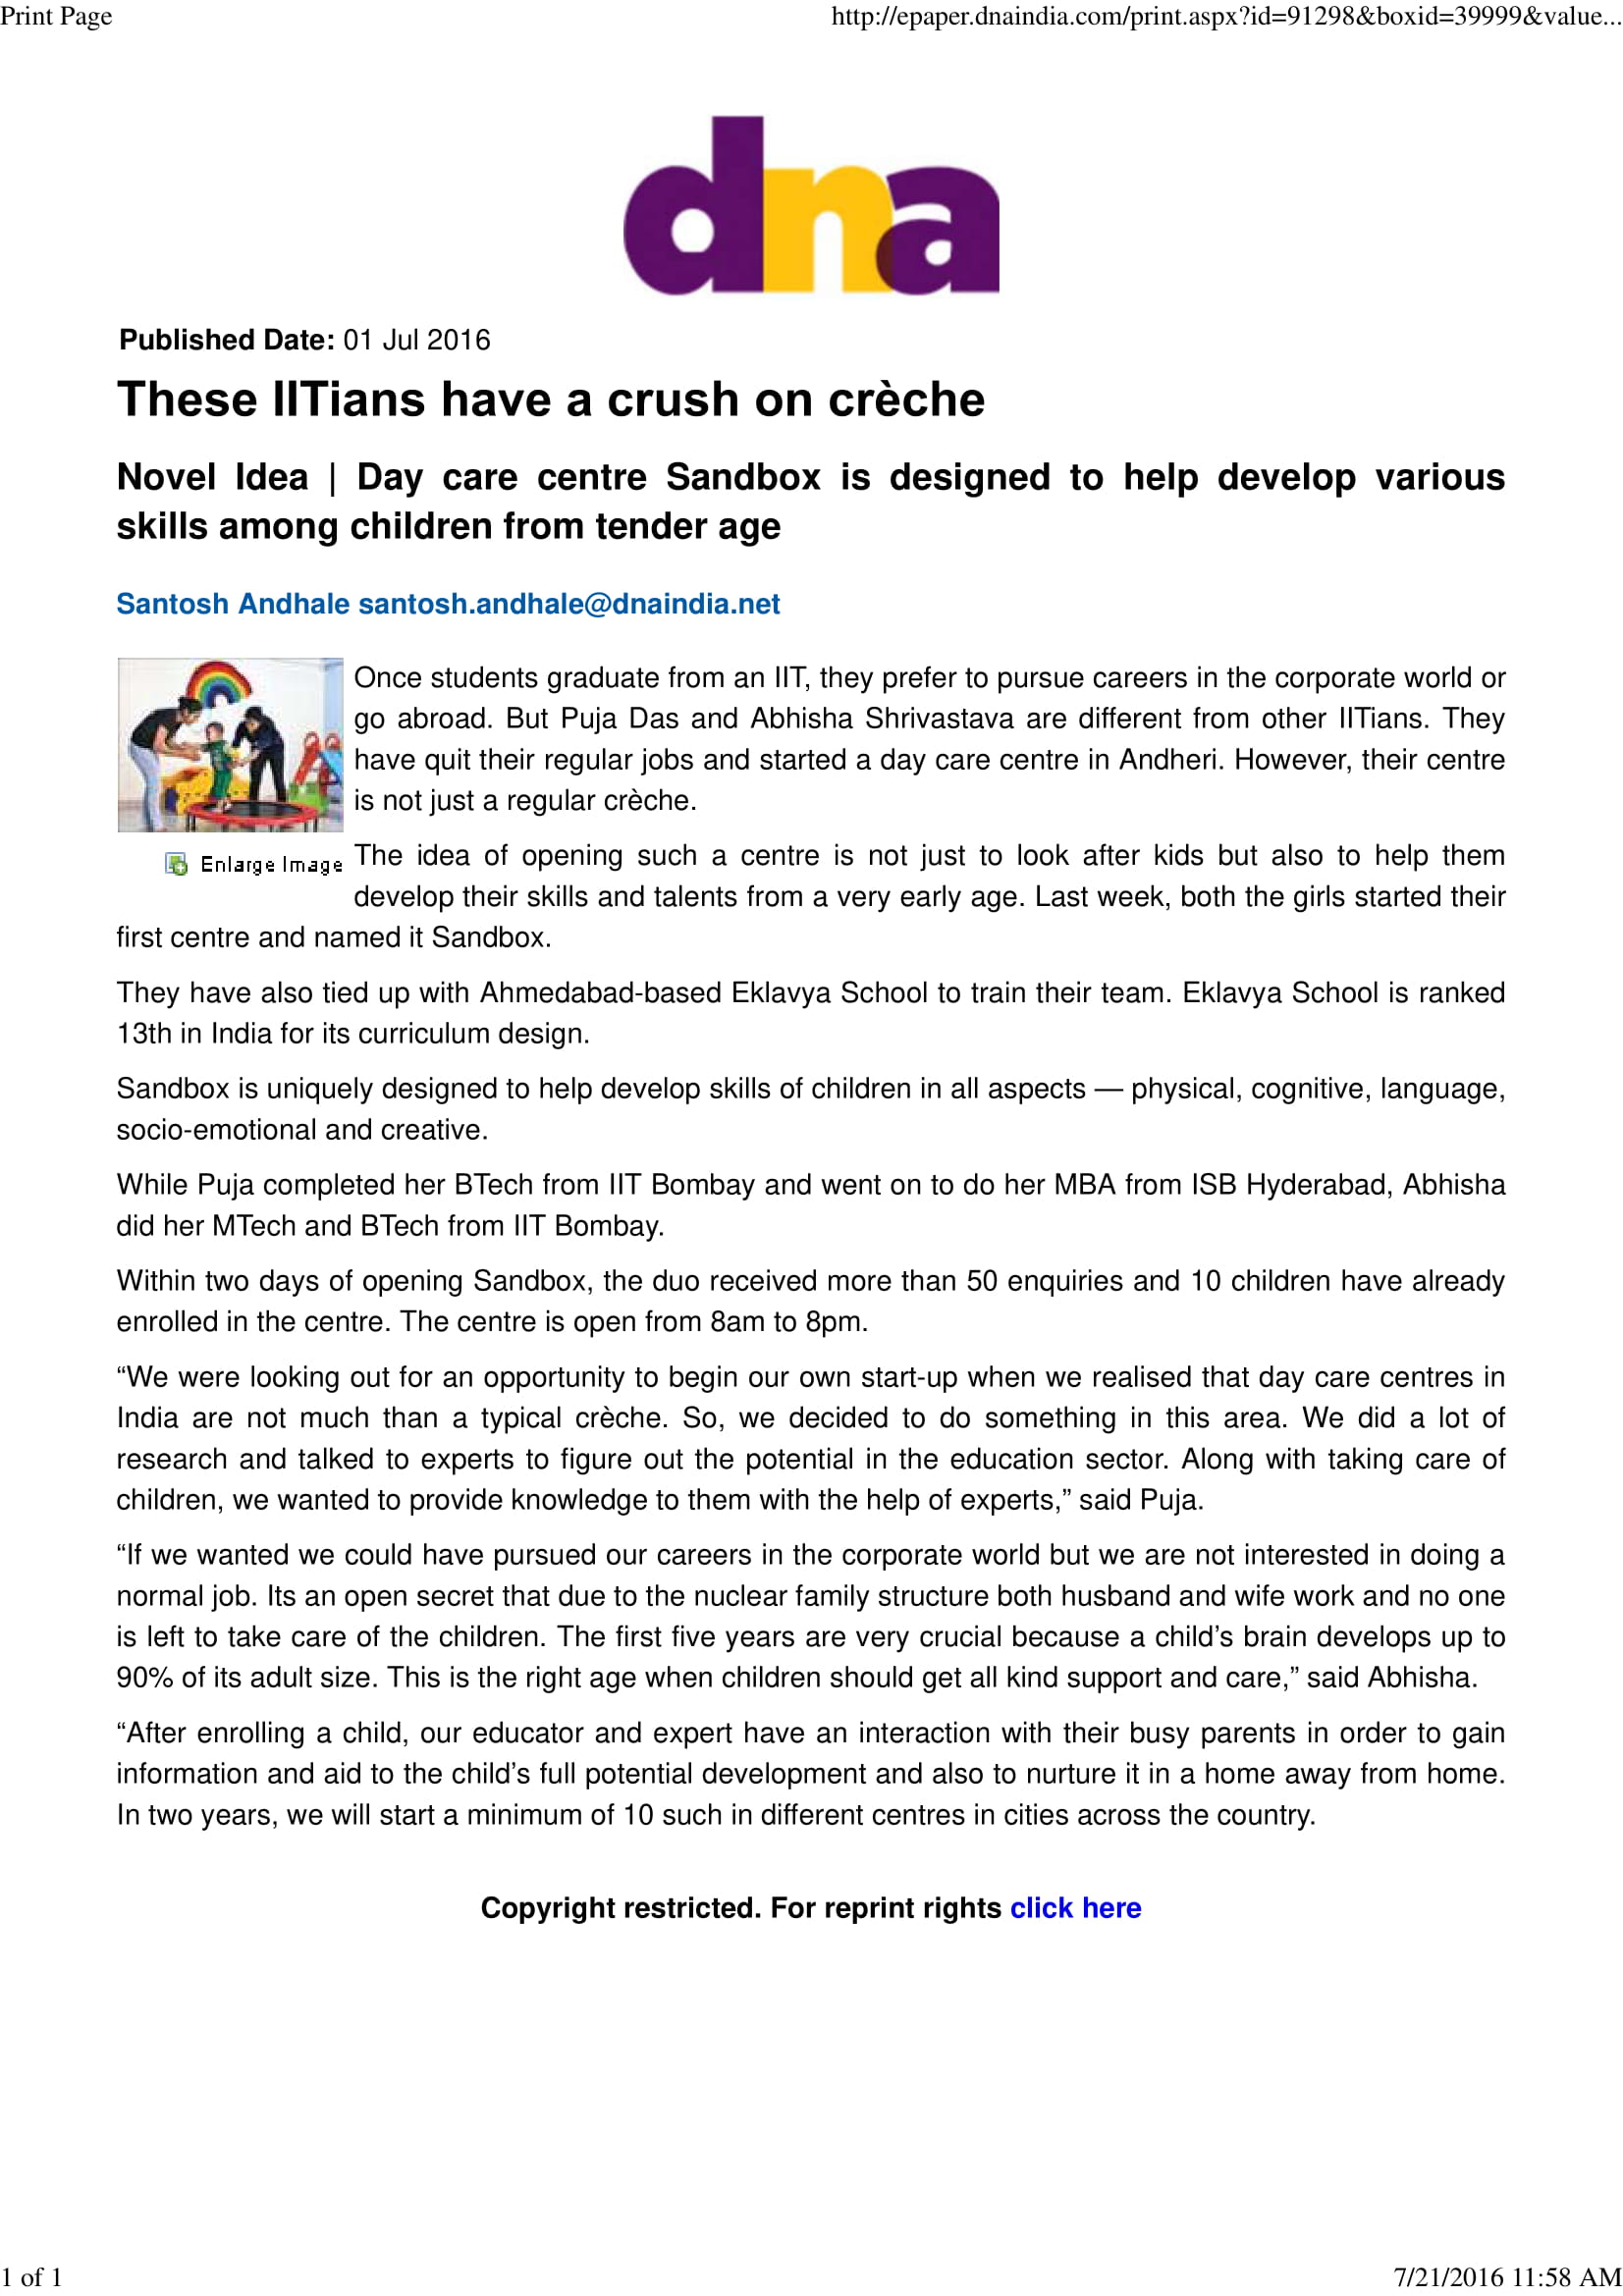 Print Page
http://epaper.dnaindia.com/print.aspx?id=91298&boxid=39999&value...
dna
Published Date: 01 Jul 2016
These IITians have a crush on crèche
Novel Idea | Day care centre Sandbox is designed to help develop various
skills among children from tender age
Santosh Andhale santosh.andhale@dnaindia.net
Once students graduate from an IIT, they prefer to pursue careers in the corporate world or
go abroad. But Puja Das and Abhisha Shrivastava are different from other IITians. They
have quit their regular jobs and started a day care centre in Andheri. However, their centre
is not just a regular crèche.
Enlarge Image
The idea of opening such a centre is not just to look after kids but also to help them
develop their skills and talents from a very early age. Last week, both the girls started their
first centre and named it Sandbox.
They have also tied up with Ahmedabad-based Eklavya School to train their team. Eklavya School is ranked
13th in India for its curriculum design.
Sandbox is uniquely designed to help develop skills of children in all aspects — physical, cognitive, language,
socio-emotional and creative.
While Puja completed her BTech from IIT Bombay and went on to do her MBA from ISB Hyderabad, Abhisha
did her MTech and BTech from IIT Bombay.
Within two days of opening Sandbox, the duo received more than 50 enquiries and 10 children have already
enrolled in the centre. The centre is open from 8am to 8pm.
“We were looking out for an opportunity to begin our own start-up when we realised that day care centres in
India are not much than a typical crèche. So, we decided to do something in this area. We did a lot of
research and talked to experts to figure out the potential in the education sector. Along with taking care of
children, we wanted to provide knowledge to them with the help of experts,” said Puja.
“If we wanted we could have pursued our careers in the corporate world but we are not interested in doing a
normal job. Its an open secret that due to the nuclear family structure both husband and wife work and no one
is left to take care of the children. The first five years are very crucial because a child’s brain develops up to
90% of its adult size. This is the right age when children should get all kind support and care,” said Abhisha.
“After enrolling a child, our educator and expert have an interaction with their busy parents in order to gain
information and aid to the child’s full potential development and also to nurture it in a home away from home.
In two years, we will start a minimum of 10 such in different centres in cities across the country.
Copyright restricted. For reprint rights click here
1 of 1
7/21/2016 11:58 AM